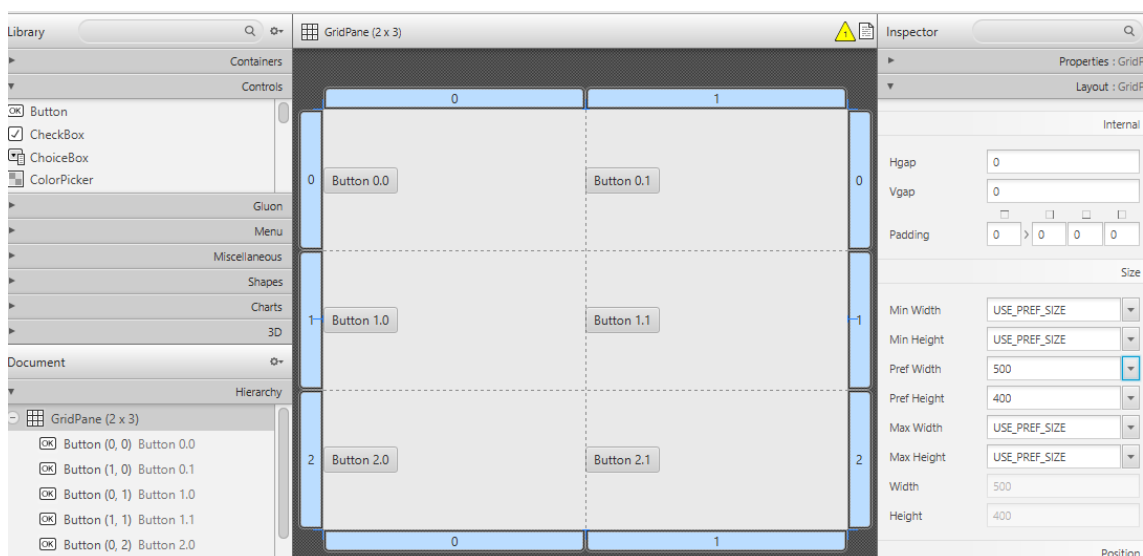 Library
Containers
Controls
OK Button
CheckBox
ChoiceBox
ColorPicker
Gluon
Menu
Miscellaneous
Shapes
Charts
3D
Document
Hierarchy
GridPane (2 x 3)
OK Button (0, 0) Button 0.0
OK Button (1, 0) Button 0.1
OK Button (0, 1) Button 1.0
OK Button (1, 1) Button 1.1
OK Button (0, 2) Button 2.0
GridPane (2 x 3)
1
0 1
0 Button 0.0 Button 0.1 0
1 Button 1.0 Button 1.1 1
2 Button 2.0 Button 2.1 2
0 1
Inspector
Properties : GridP
Layout : GridP
Internal
Hgap 0
Vgap 0
Padding 0 0 0 0
Size
Min Width USE_PREF_SIZE
Min Height USE_PREF_SIZE
Pref Width 500
Pref Height 400
Max Width USE_PREF_SIZE
Max Height USE_PREF_SIZE
Width 500
Height 400
Position